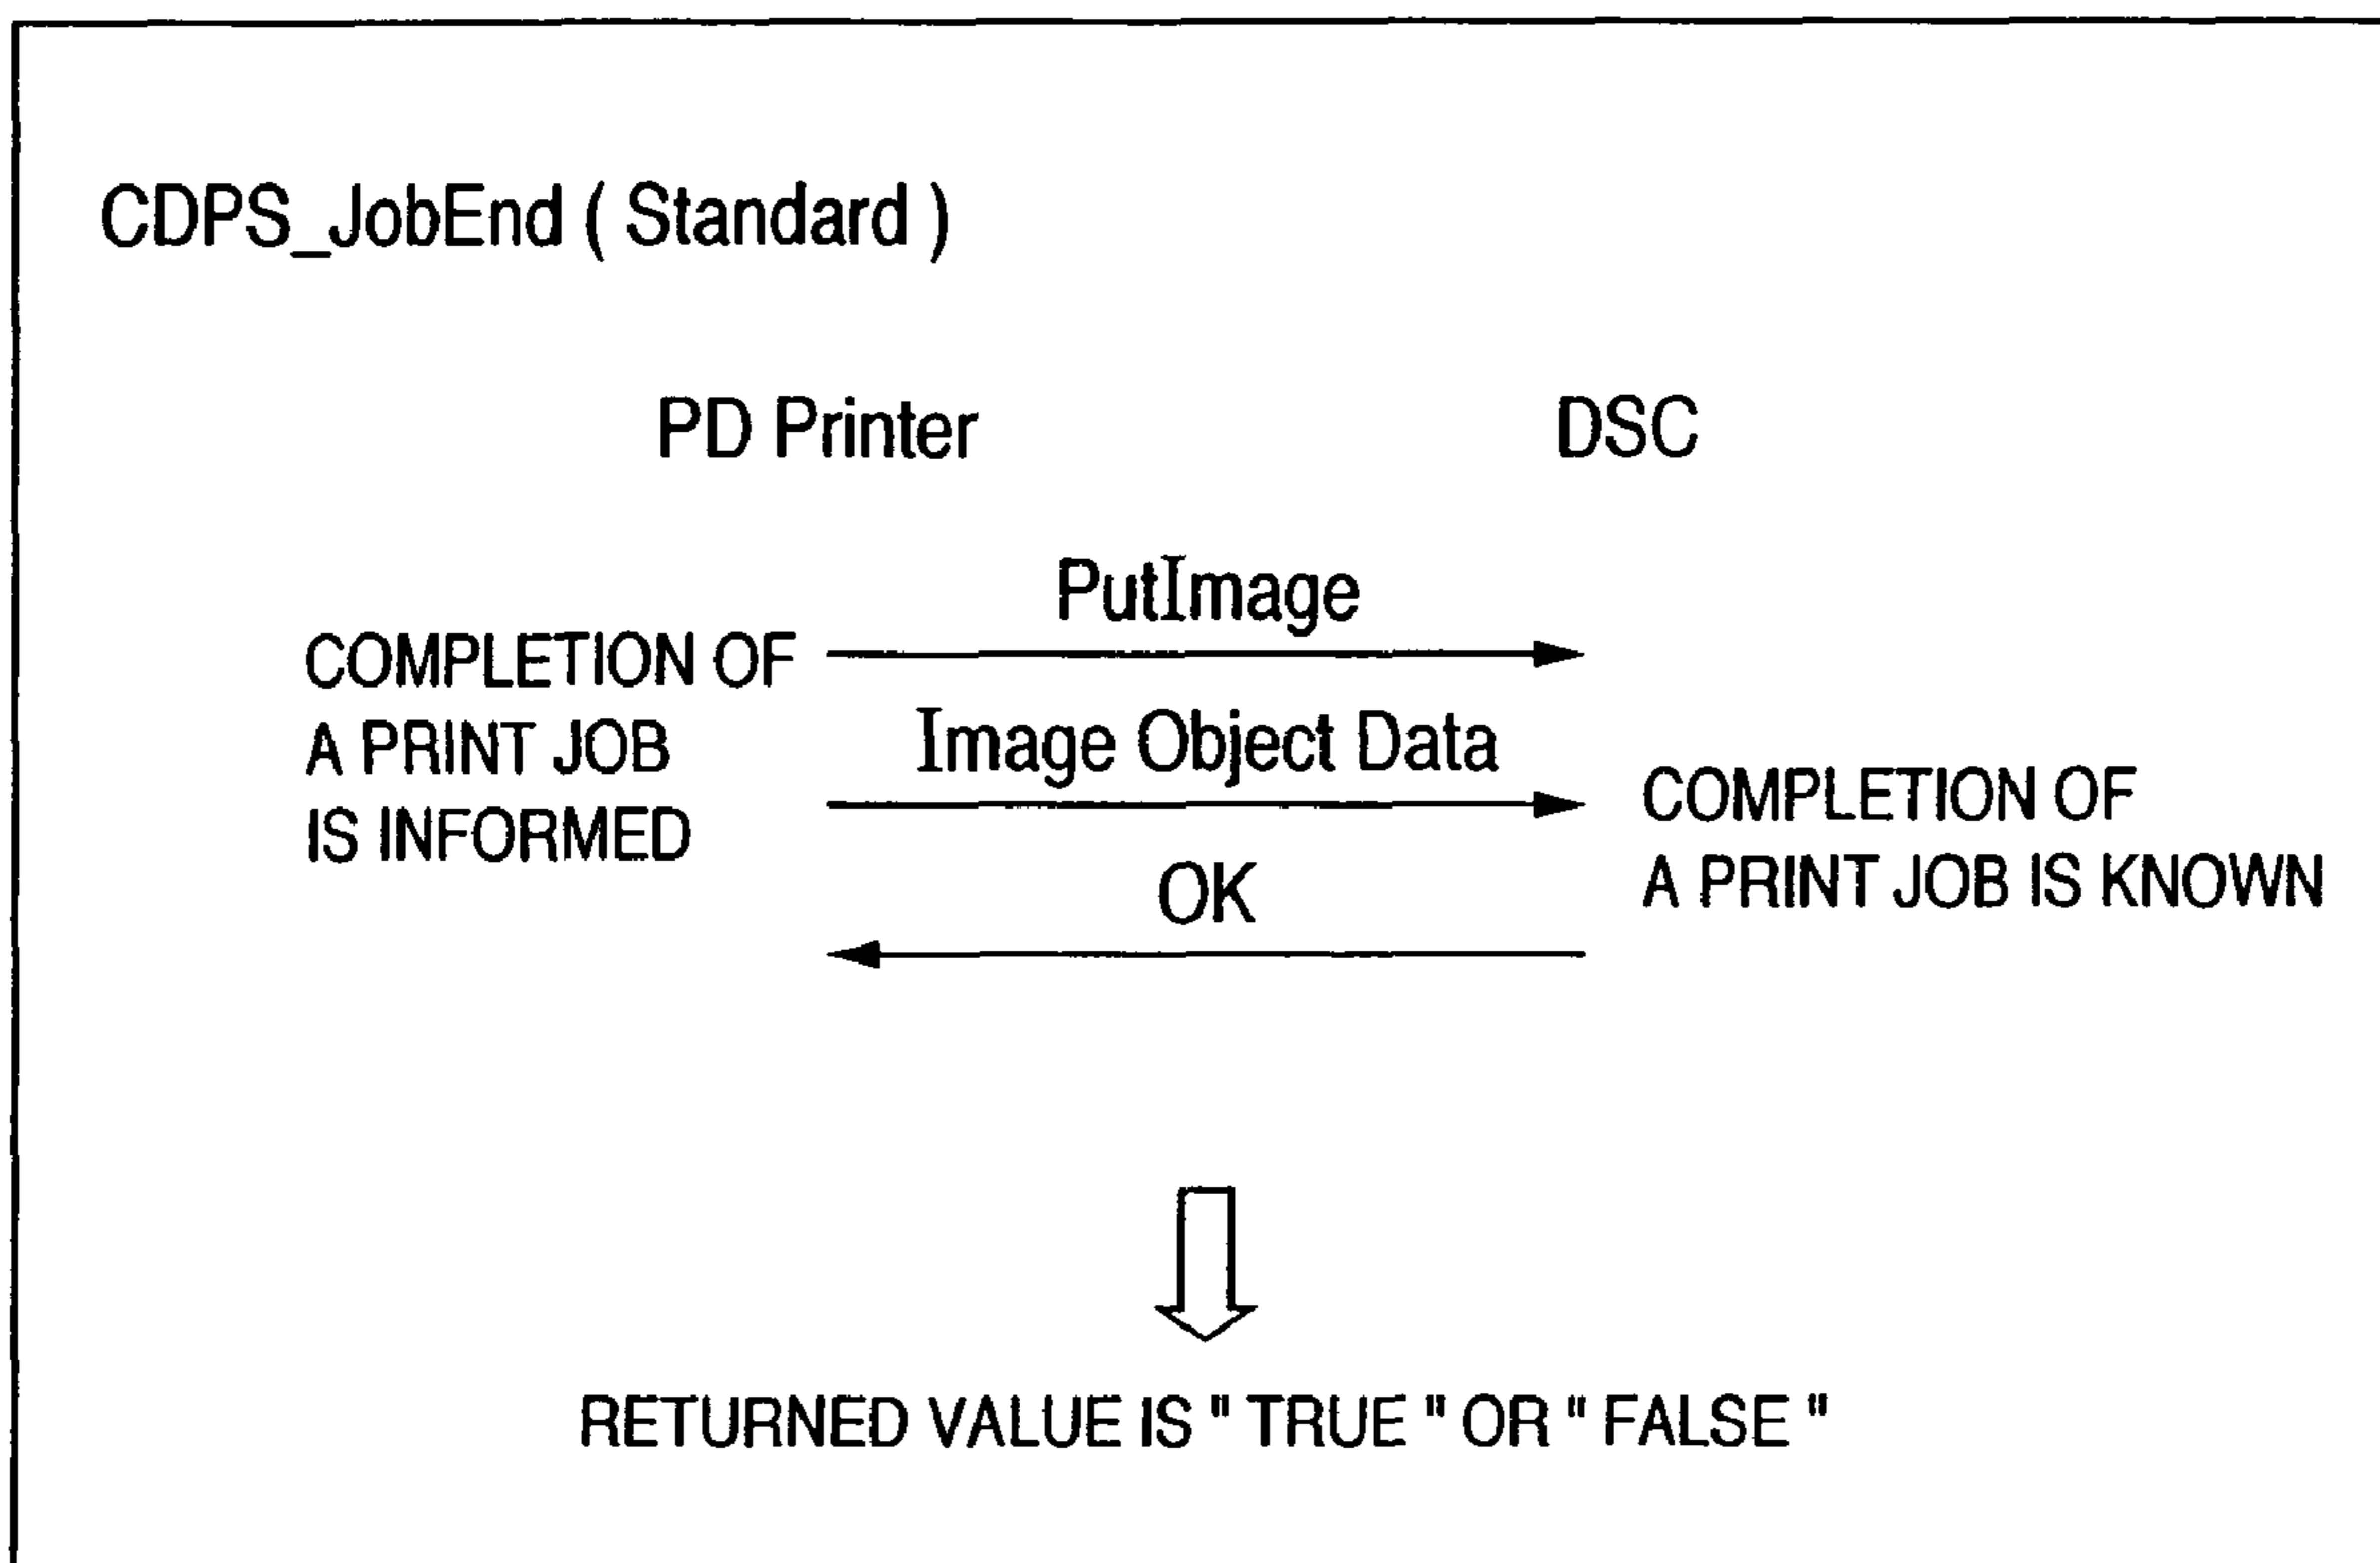 CDPS_JobEnd ( Standard )
PD Printer
DSC
PutImage
COMPLETION OF
A PRINT JOB
IS INFORMED
Image Object Data
COMPLETION OF
A PRINT JOB IS KNOWN
OK
RETURNED VALUE IS " TRUE " OR " FALSE "